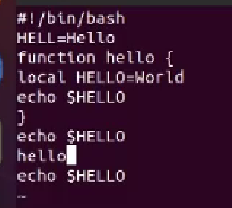 #!/bin/bash
HELL=Hello
function hello {
local HELLO=World
echo $HELLO
}
echo $HELLO
hello
echo $HELLO
~